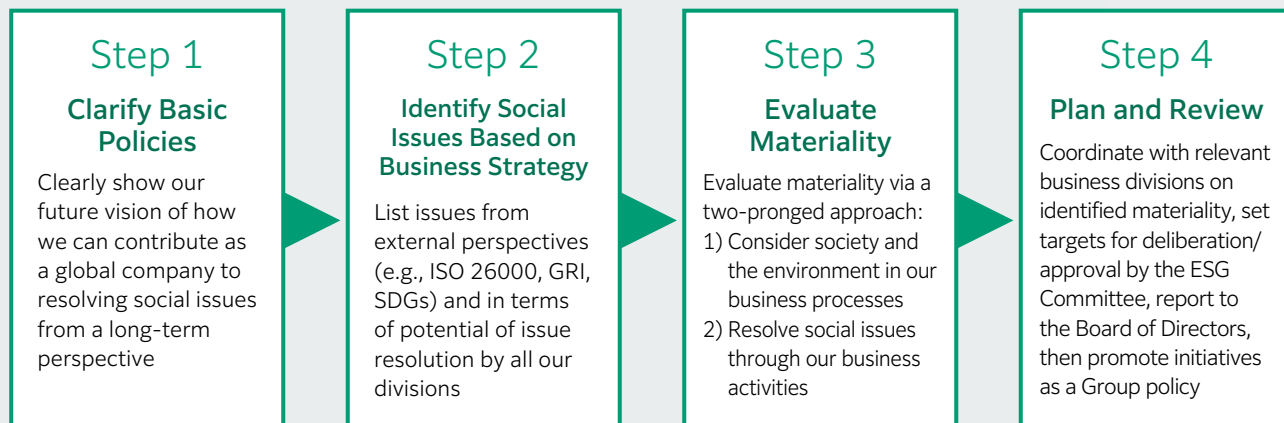 Step 1
Clarify Basic
Policies
Clearly show our
future vision of how
we can contribute as
a global company to
resolving social issues
from a long-term
perspective
Step 2
Identify Social
Issues Based on
Business Strategy
List issues from
external perspectives
(e.g., ISO 26000, GRI,
SDGs) and in terms
of potential of issue
resolution by all our
divisions
Step 3
Evaluate
Materiality
Evaluate materiality via a
two-pronged approach:
1) Consider society and
the environment in our
business processes
2) Resolve social issues
through our business
activities
Step 4
Plan and Review
Coordinate with relevant
business divisions on
identified materiality, set
targets for deliberation/
approval by the ESG
Committee, report to
the Board of Directors,
then promote initiatives
as a Group policy